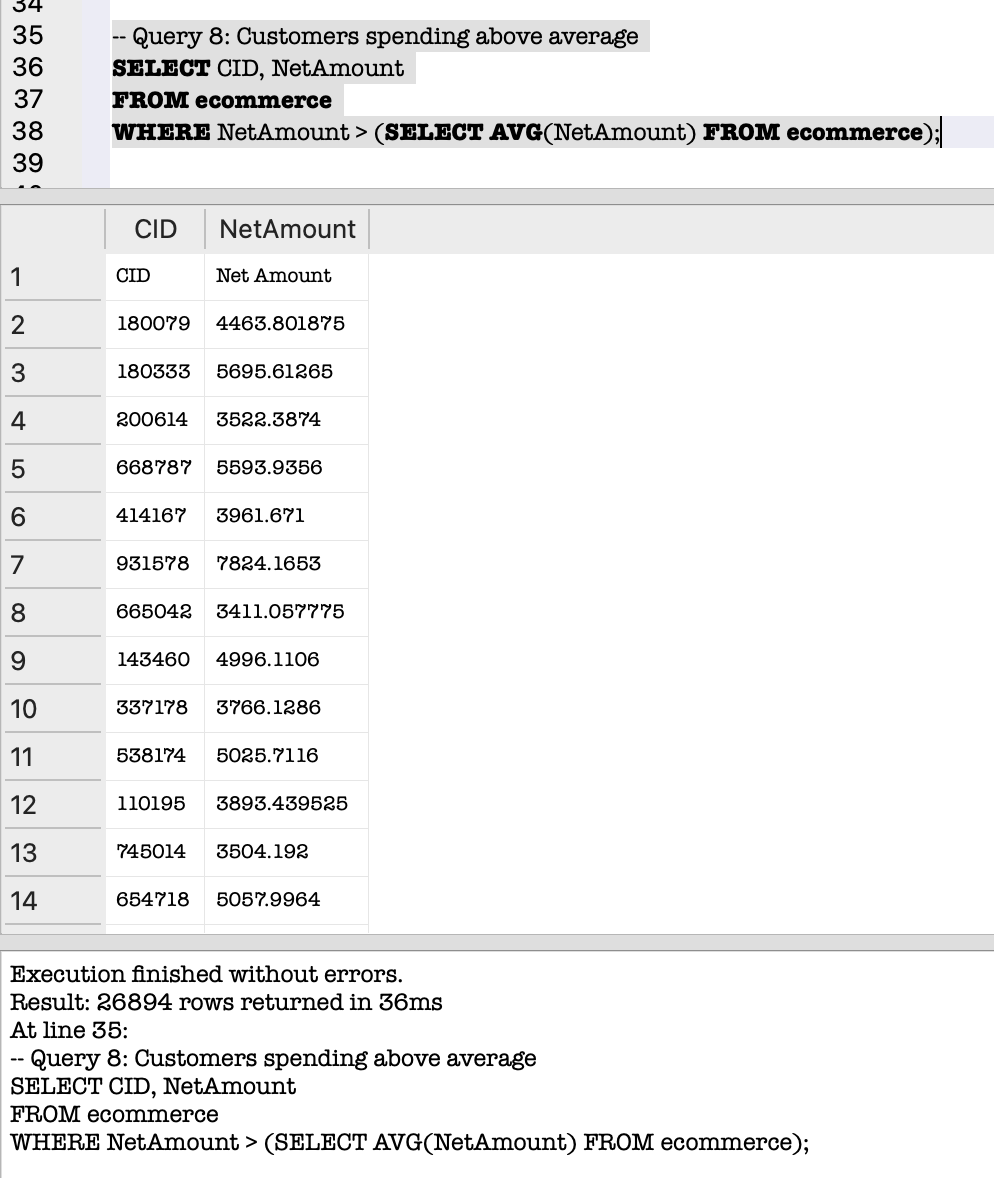 34
35 -- Query 8: Customers spending above average
36 SELECT CID, NetAmount
37 FROM ecommerce
38 WHERE NetAmount > (SELECT AVG(NetAmount) FROM ecommerce);
39
40
CID NetAmount
1 CID Net Amount
2 180079 4463.801875
3 180333 5695.61265
4 200614 3522.3874
5 668787 5593.9356
6 414167 3961.671
7 931578 7824.1653
8 665042 3411.057775
9 143460 4996.1106
10 337178 3766.1286
11 538174 5025.7116
12 110195 3893.439525
13 745014 3504.192
14 654718 5057.9964
Execution finished without errors.
Result: 26894 rows returned in 36ms
At line 35:
-- Query 8: Customers spending above average
SELECT CID, NetAmount
FROM ecommerce
WHERE NetAmount > (SELECT AVG(NetAmount) FROM ecommerce);